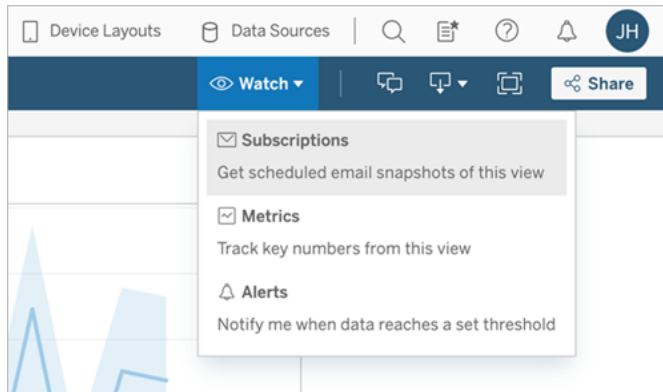 Device Layouts
Data Sources
JH
Watch
Share
Subscriptions
Get scheduled email snapshots of this view
Metrics
Track key numbers from this view
Alerts
Notify me when data reaches a set threshold